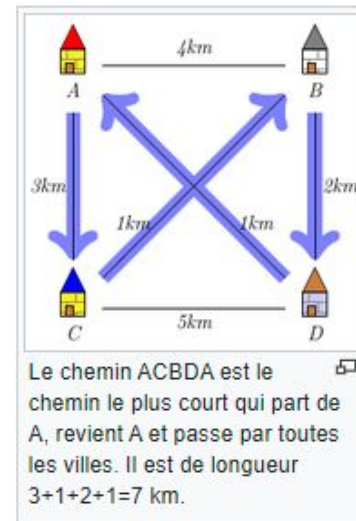 4km
A B
3km 2km
1km 1km
C D
5km
Le chemin ACBDA est le
chemin le plus court qui part de
A, revient A et passe par toutes
les villes. Il est de longueur
3+1+2+1=7 km.